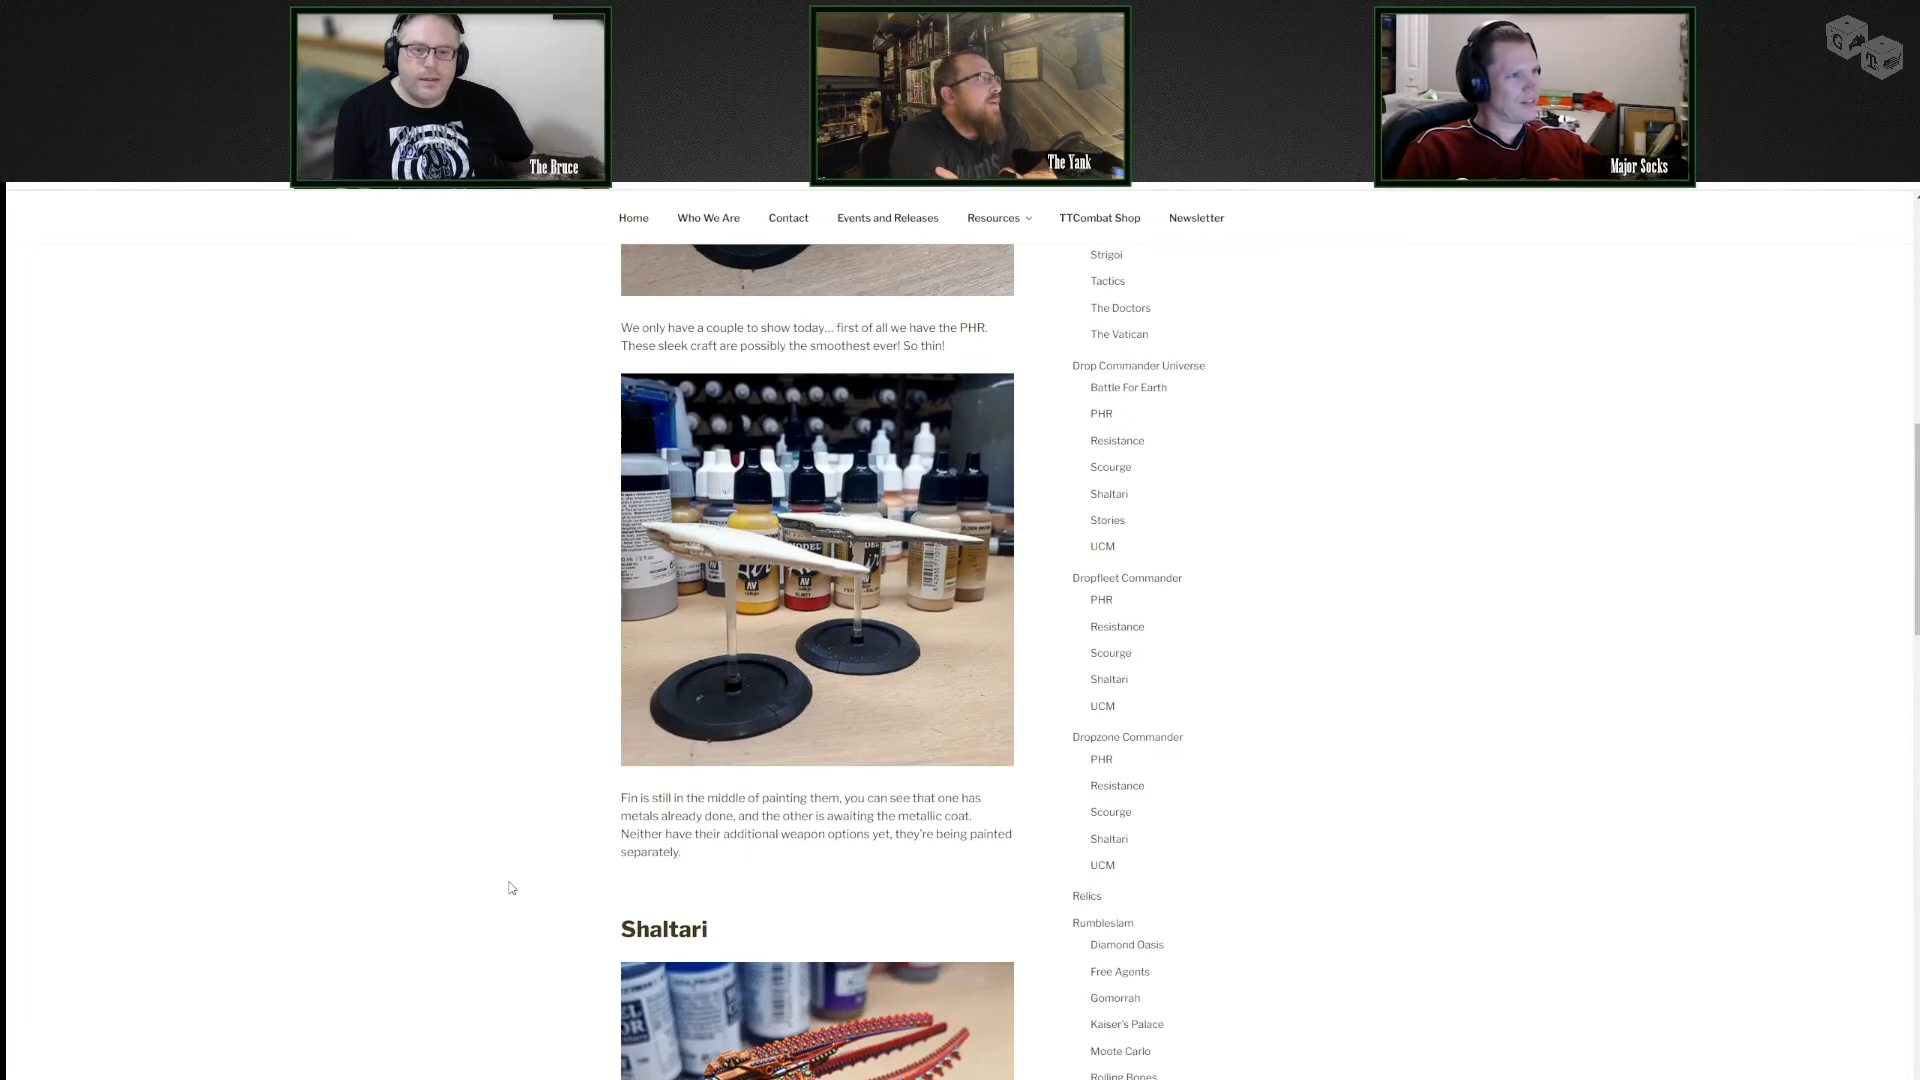 The Bruce
The Yank
Major Socks
Home
Who We Are
Contact
Events and Releases
Resources
TTCombat Shop
Newsletter
We only have a couple to show today... first of all we have the PHR.
These sleek craft are possibly the smoothest ever! So thin!
Fin is still in the middle of painting them, you can see that one has
metals already done, and the other is awaiting the metallic coat.
Neither have their additional weapon options yet, they're being painted
separately.
Shaltari
Strigoi
Tactics
The Doctors
The Vatican
Drop Commander Universe
Battle For Earth
PHR
Resistance
Scourge
Shaltari
Stories
UCM
Dropfleet Commander
PHR
Resistance
Scourge
Shaltari
UCM
Dropzone Commander
PHR
Resistance
Scourge
Shaltari
UCM
Relics
Rumbleslam
Diamond Oasis
Free Agents
Gomorrah
Kaiser's Palace
Moote Carlo
Rolling Bones